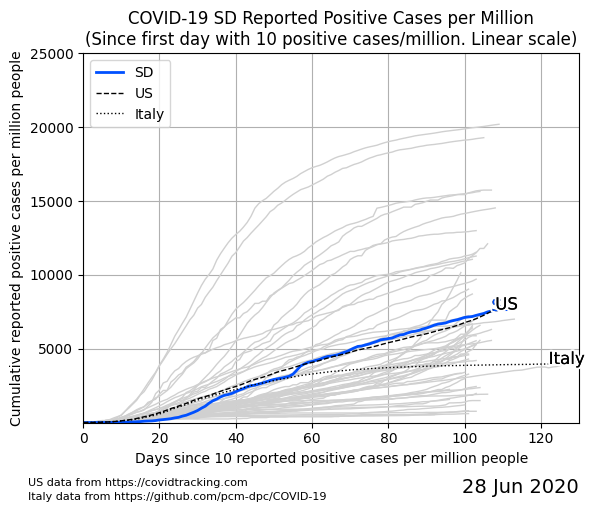 COVID-19 SD Reported Positive Cases per Million
(Since first day with 10 positive cases/million. Linear scale)
Cumulative reported positive cases per million people
25000
20000
15000
10000
5000
SD
US
Italy
US
Italy
0
20
40
60
80
100
120
Days since 10 reported positive cases per million people
US data from https://covidtracking.com
Italy data from https://github.com/pcm-dpc/COVID-19
28 Jun 2020